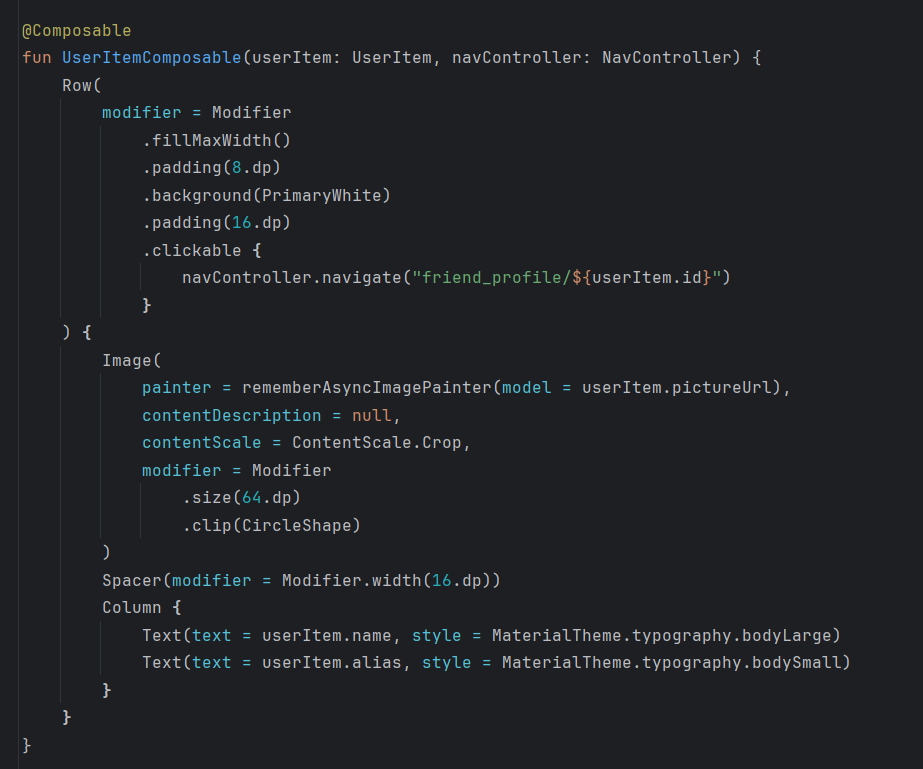 @Composable
fun UserItemComposable(userItem: UserItem, navController: NavController) {
    Row(
        modifier = Modifier
            .fillMaxWidth()
            .padding(8.dp)
            .background(PrimaryWhite)
            .padding(16.dp)
            .clickable {
                navController.navigate("friend_profile/${userItem.id}")
            }
    ) {
        Image(
            painter = rememberAsyncImagePainter(model = userItem.pictureUrl),
            contentDescription = null,
            contentScale = ContentScale.Crop,
            modifier = Modifier
                .size(64.dp)
                .clip(CircleShape)
        )
        Spacer(modifier = Modifier.width(16.dp))
        Column {
            Text(text = userItem.name, style = MaterialTheme.typography.bodyLarge)
            Text(text = userItem.alias, style = MaterialTheme.typography.bodySmall)
        }
    }
}